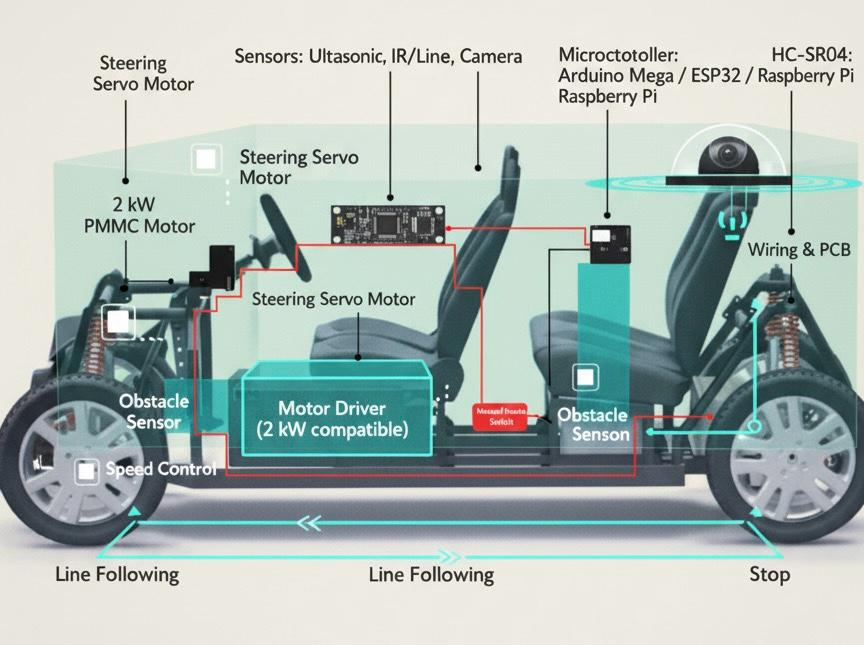 Steering
Servo Motor
Sensors: Ultasonic, IR/Line, Camera
Microctotoller:
Arduino Mega / ESP32 / Raspberry Pi
Raspberry Pi
HC-SR04:
Steering Servo
Motor
2 kW
PMMC Motor
Wiring & PCB
Steering Servo Motor
Obstacle
Sensor
Motor Driver
(2 kW compatible)
Obstacle
Senson
Speed Control
Line Following
Line Following
Stop